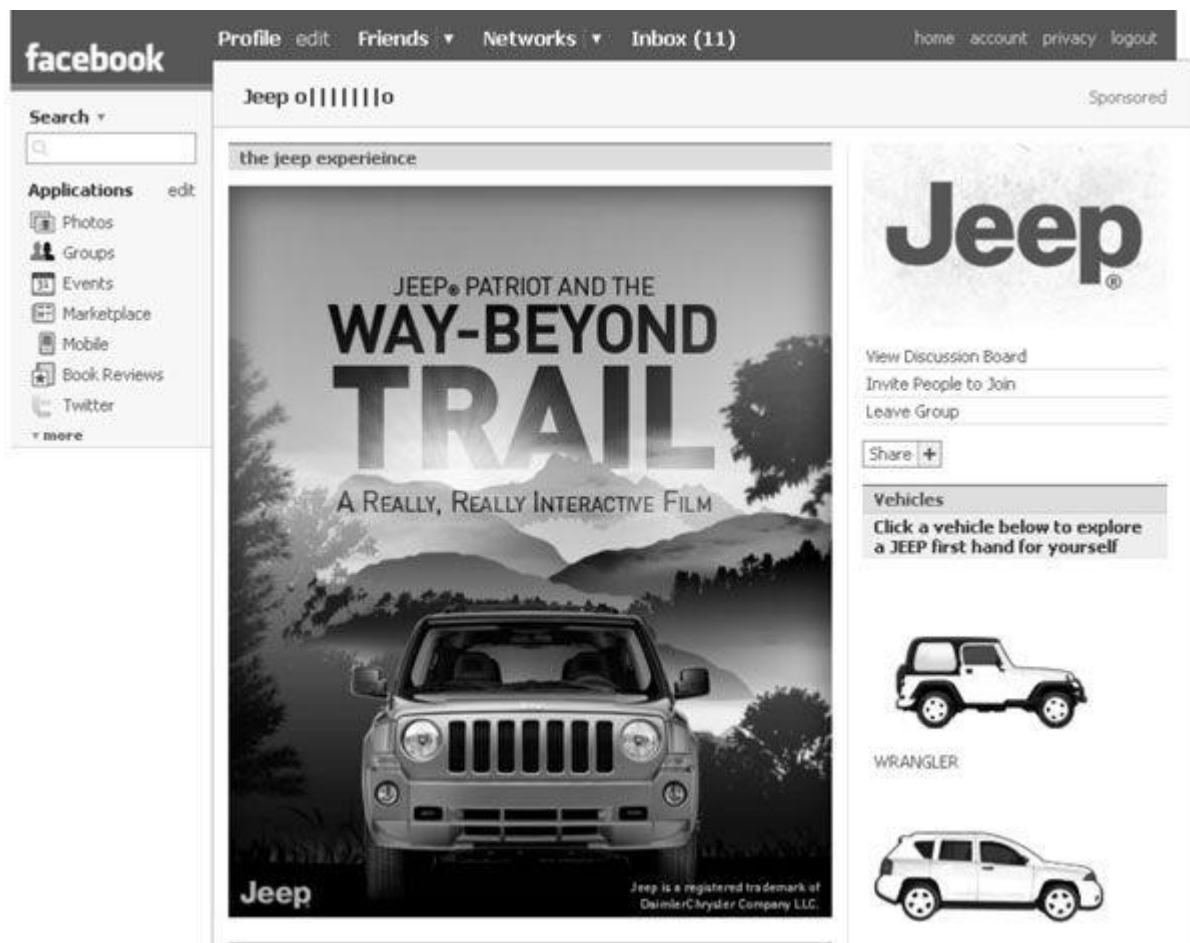 facebook
Profile edit Friends ▼ Networks ▼ Inbox (11)
home account privacy logout
Search ▼
Applications edit
Photos
Groups
31 Events
Marketplace
Mobile
Book Reviews
Twitter
▼ more
Jeep o|||||||o
Sponsored
the jeep experieince
JEEP® PATRIOT AND THE
WAY-BEYOND
TRAIL
A REALLY, REALLY INTERACTIVE FILM
Jeep
Jeep is a registered trademark of
DaimlerChrysler Company LLC.
Jeep®
View Discussion Board
Invite People to Join
Leave Group
Share +
Vehicles
Click a vehicle below to explore
a JEEP first hand for yourself
WRANGLER